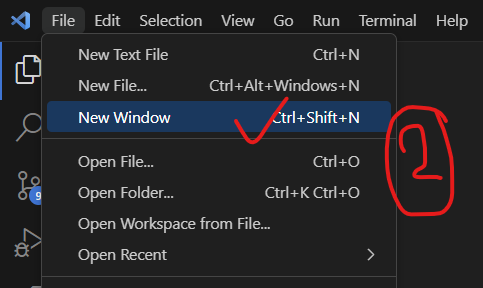 File Edit Selection View Go Run Terminal Help
New Text File Ctrl+N
New File... Ctrl+Alt+Windows+N
New Window Ctrl+Shift+N
2
Open File... Ctrl+O
Open Folder... Ctrl+K Ctrl+O
9
Open Workspace from File...
Open Recent